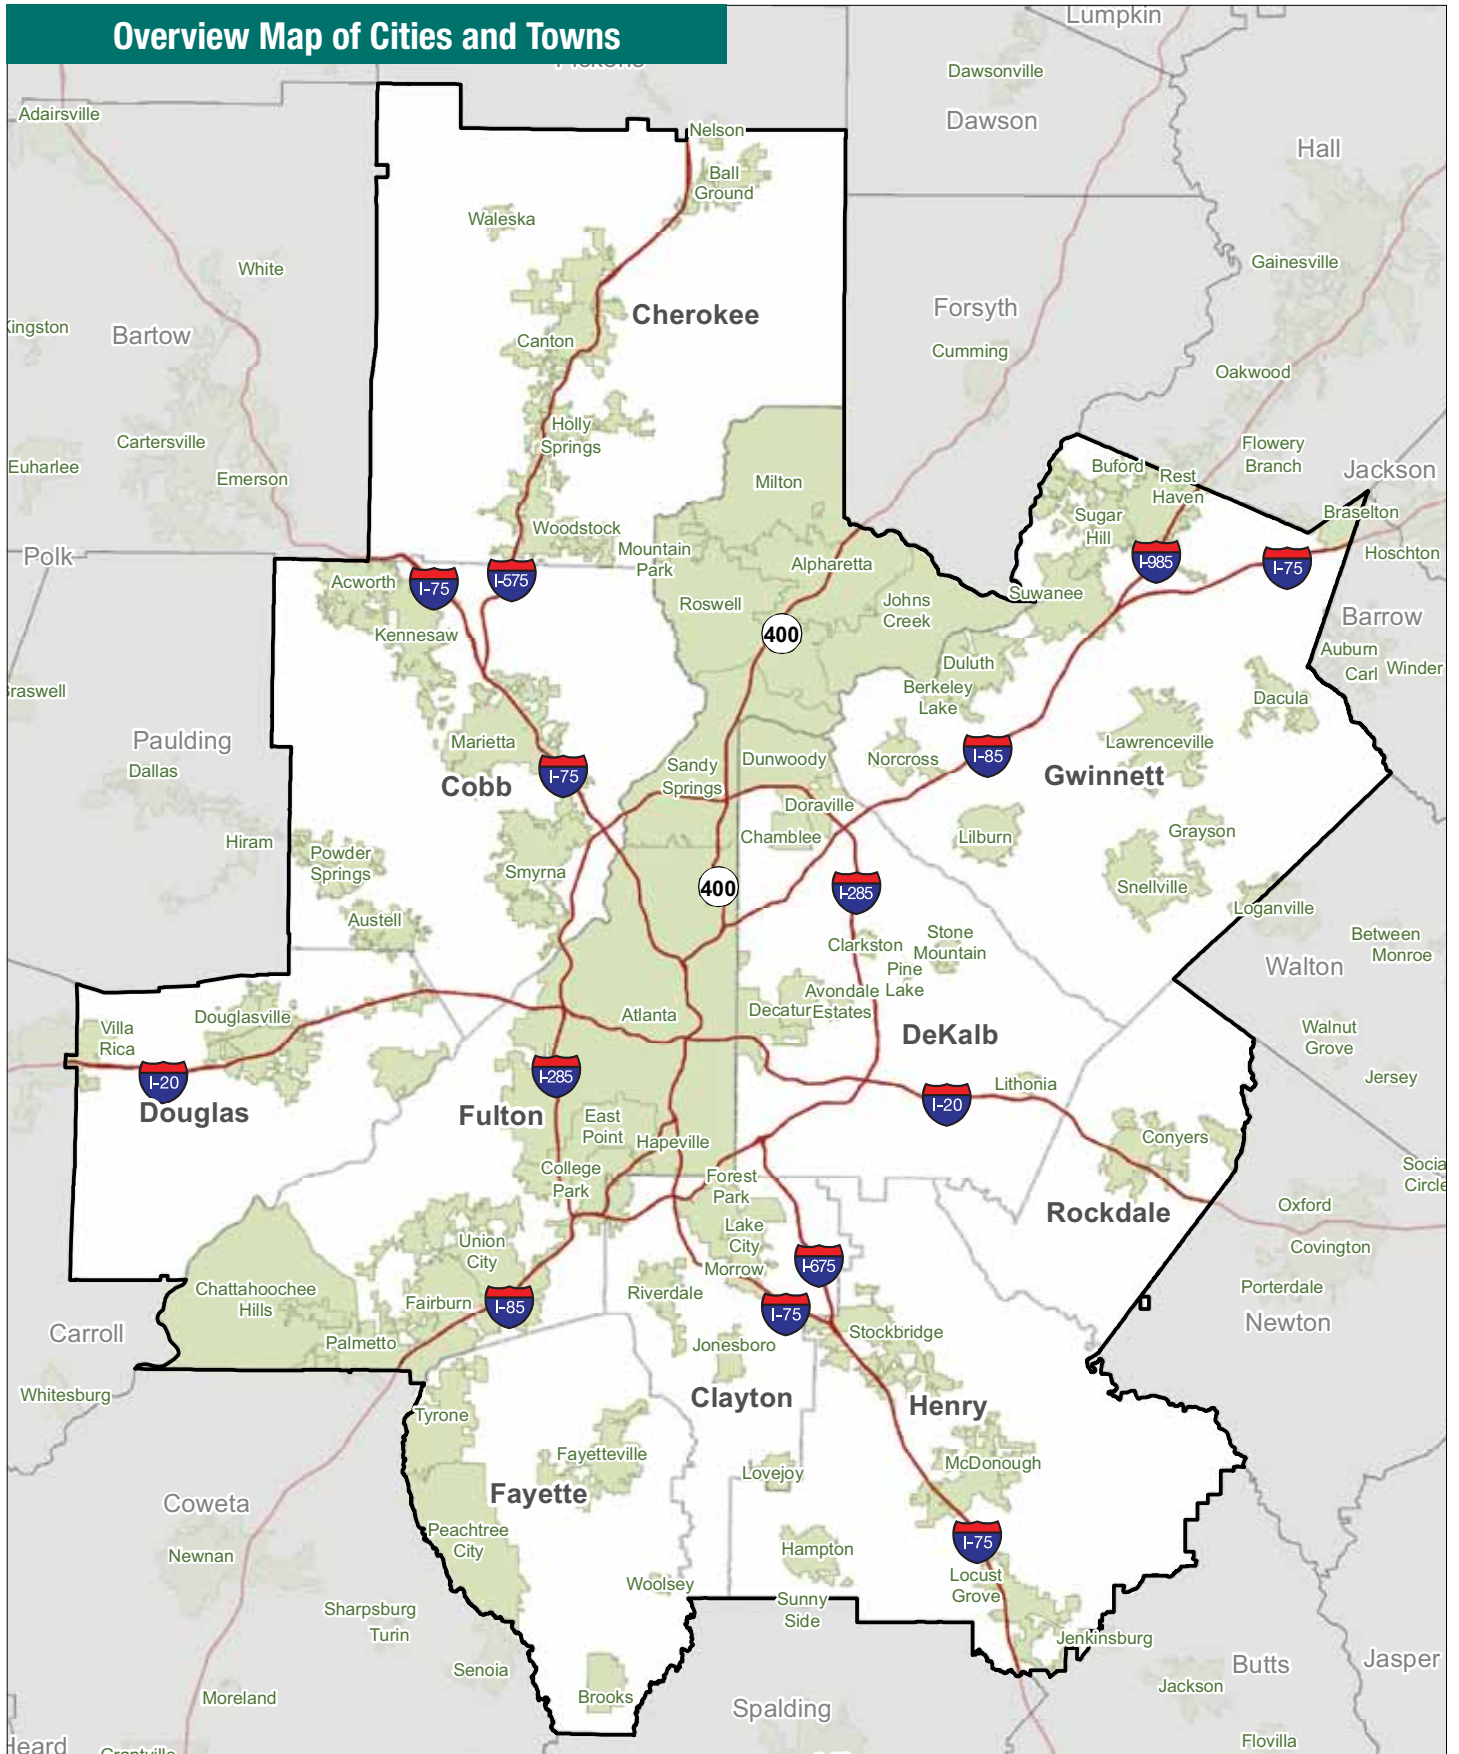 Overview Map of Cities and Towns
Lumpkin
Dawsonville
Adairsville
Dawson
Nelson
Hall
Ball
Ground
Waleska
White
Gainesville
Cherokee
Forsyth
Bartow
Canton
Cumming
Oakwood
Holly
Springs
Cartersville
Euharlee
Emerson
Flowery
Branch
Jackson
Buford
Rest
Haven
Milton
Sugar
Hill
Braselton
Woodstock
Mountain
Park
Polk
Hoschton
Alpharetta
I-985
I-75
Acworth
I-75
I-575
Roswell
Johns
Creek
Suwanee
Barrow
Kennesaw
400
Auburn
Carl
Winder
Duluth
Berkeley
Lake
Dacula
Paulding
Dallas
Marietta
Cobb
I-75
Sandy
Springs
Dunwoody
Norcross
I-85
Lawrenceville
Gwinnett
Doraville
Chamblee
Lilburn
Grayson
Hiram
Powder
Springs
Smyrna
400
I-285
Snellville
Austell
Loganville
Clarkston
Stone
Mountain
Pine
Lake
Between
Monroe
Walton
Avondale
Estates
Decatur
Atlanta
DeKalb
Douglasville
Villa
Rica
Walnut
Grove
I-20
I-285
Jersey
Lithonia
I-20
Douglas
Fulton
East
Point
Hapeville
Conyers
College
Park
Forest
Park
Social
Circle
Rockdale
Oxford
Lake
City
Union
City
Covington
Morrow
I-675
Chattahoochee
Hills
Riverdale
Porterdale
Fairburn
I-85
I-75
Newton
Carroll
Palmetto
Jonesboro
Stockbridge
Whitesburg
Clayton
Henry
Tyrone
Fayetteville
McDonough
Lovejoy
Coweta
Fayette
Peachtree
City
I-75
Newnan
Hampton
Woolsey
Locust
Grove
Sunny
Side
Sharpsburg
Turin
Jenkinsburg
Senoia
Butts
Jasper
Jackson
Moreland
Brooks
Spalding
Flovilla